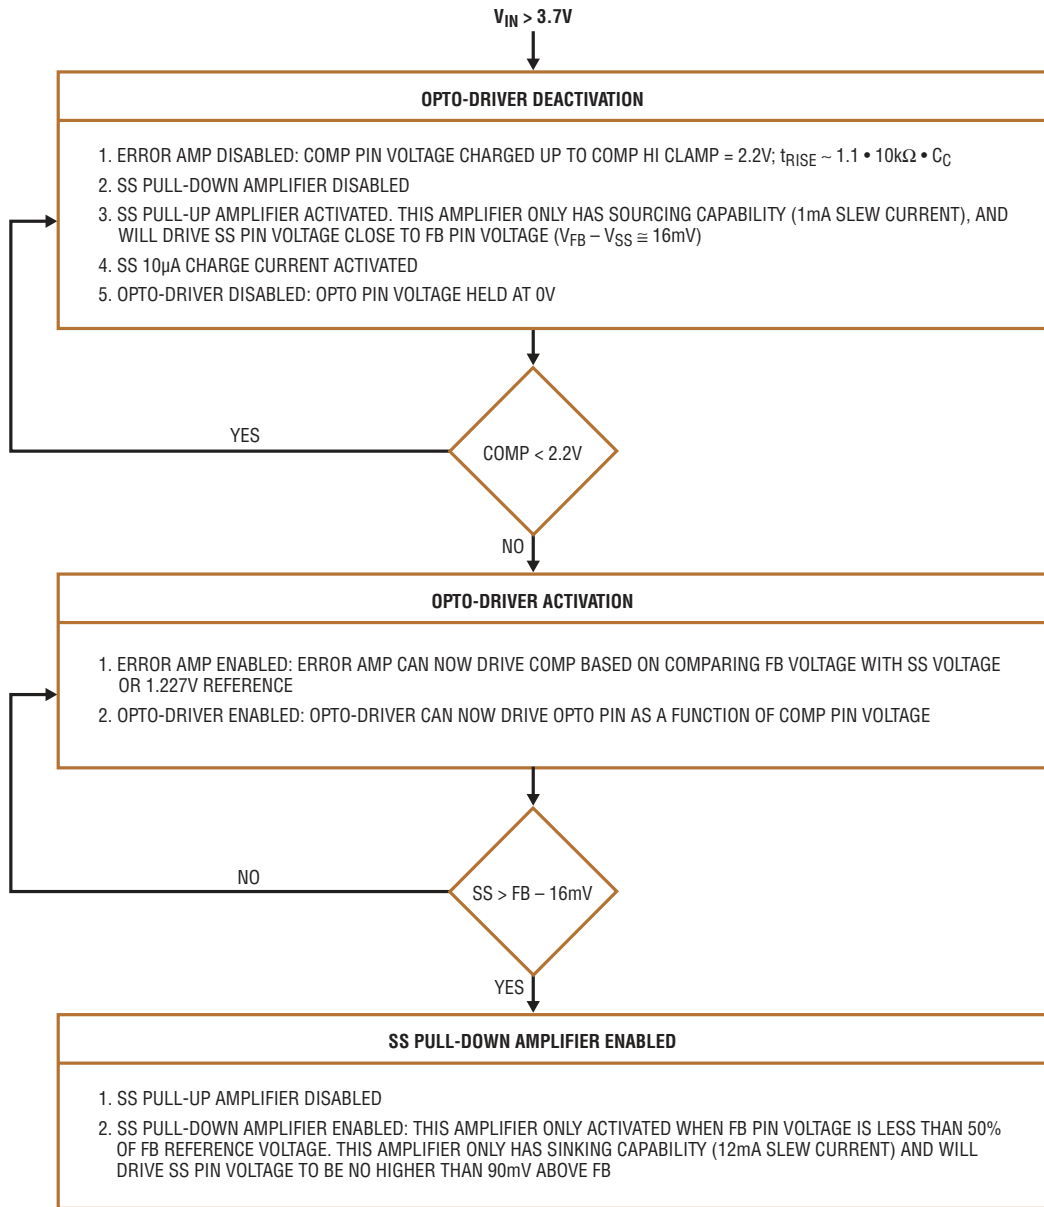 VIN > 3.7V
OPTO-DRIVER DEACTIVATION
1. ERROR AMP DISABLED: COMP PIN VOLTAGE CHARGED UP TO COMP HI CLAMP = 2.2V; tRISE ~ 1.1 • 10kΩ • CC
2. SS PULL-DOWN AMPLIFIER DISABLED
3. SS PULL-UP AMPLIFIER ACTIVATED. THIS AMPLIFIER ONLY HAS SOURCING CAPABILITY (1mA SLEW CURRENT), AND
WILL DRIVE SS PIN VOLTAGE CLOSE TO FB PIN VOLTAGE (VFB – VSS ≅ 16mV)
4. SS 10µA CHARGE CURRENT ACTIVATED
5. OPTO-DRIVER DISABLED: OPTO PIN VOLTAGE HELD AT 0V
YES
COMP < 2.2V
NO
OPTO-DRIVER ACTIVATION
1. ERROR AMP ENABLED: ERROR AMP CAN NOW DRIVE COMP BASED ON COMPARING FB VOLTAGE WITH SS VOLTAGE
OR 1.227V REFERENCE
2. OPTO-DRIVER ENABLED: OPTO-DRIVER CAN NOW DRIVE OPTO PIN AS A FUNCTION OF COMP PIN VOLTAGE
NO
SS > FB – 16mV
YES
SS PULL-DOWN AMPLIFIER ENABLED
1. SS PULL-UP AMPLIFIER DISABLED
2. SS PULL-DOWN AMPLIFIER ENABLED: THIS AMPLIFIER ONLY ACTIVATED WHEN FB PIN VOLTAGE IS LESS THAN 50%
OF FB REFERENCE VOLTAGE. THIS AMPLIFIER ONLY HAS SINKING CAPABILITY (12mA SLEW CURRENT) AND WILL
DRIVE SS PIN VOLTAGE TO BE NO HIGHER THAN 90mV ABOVE FB